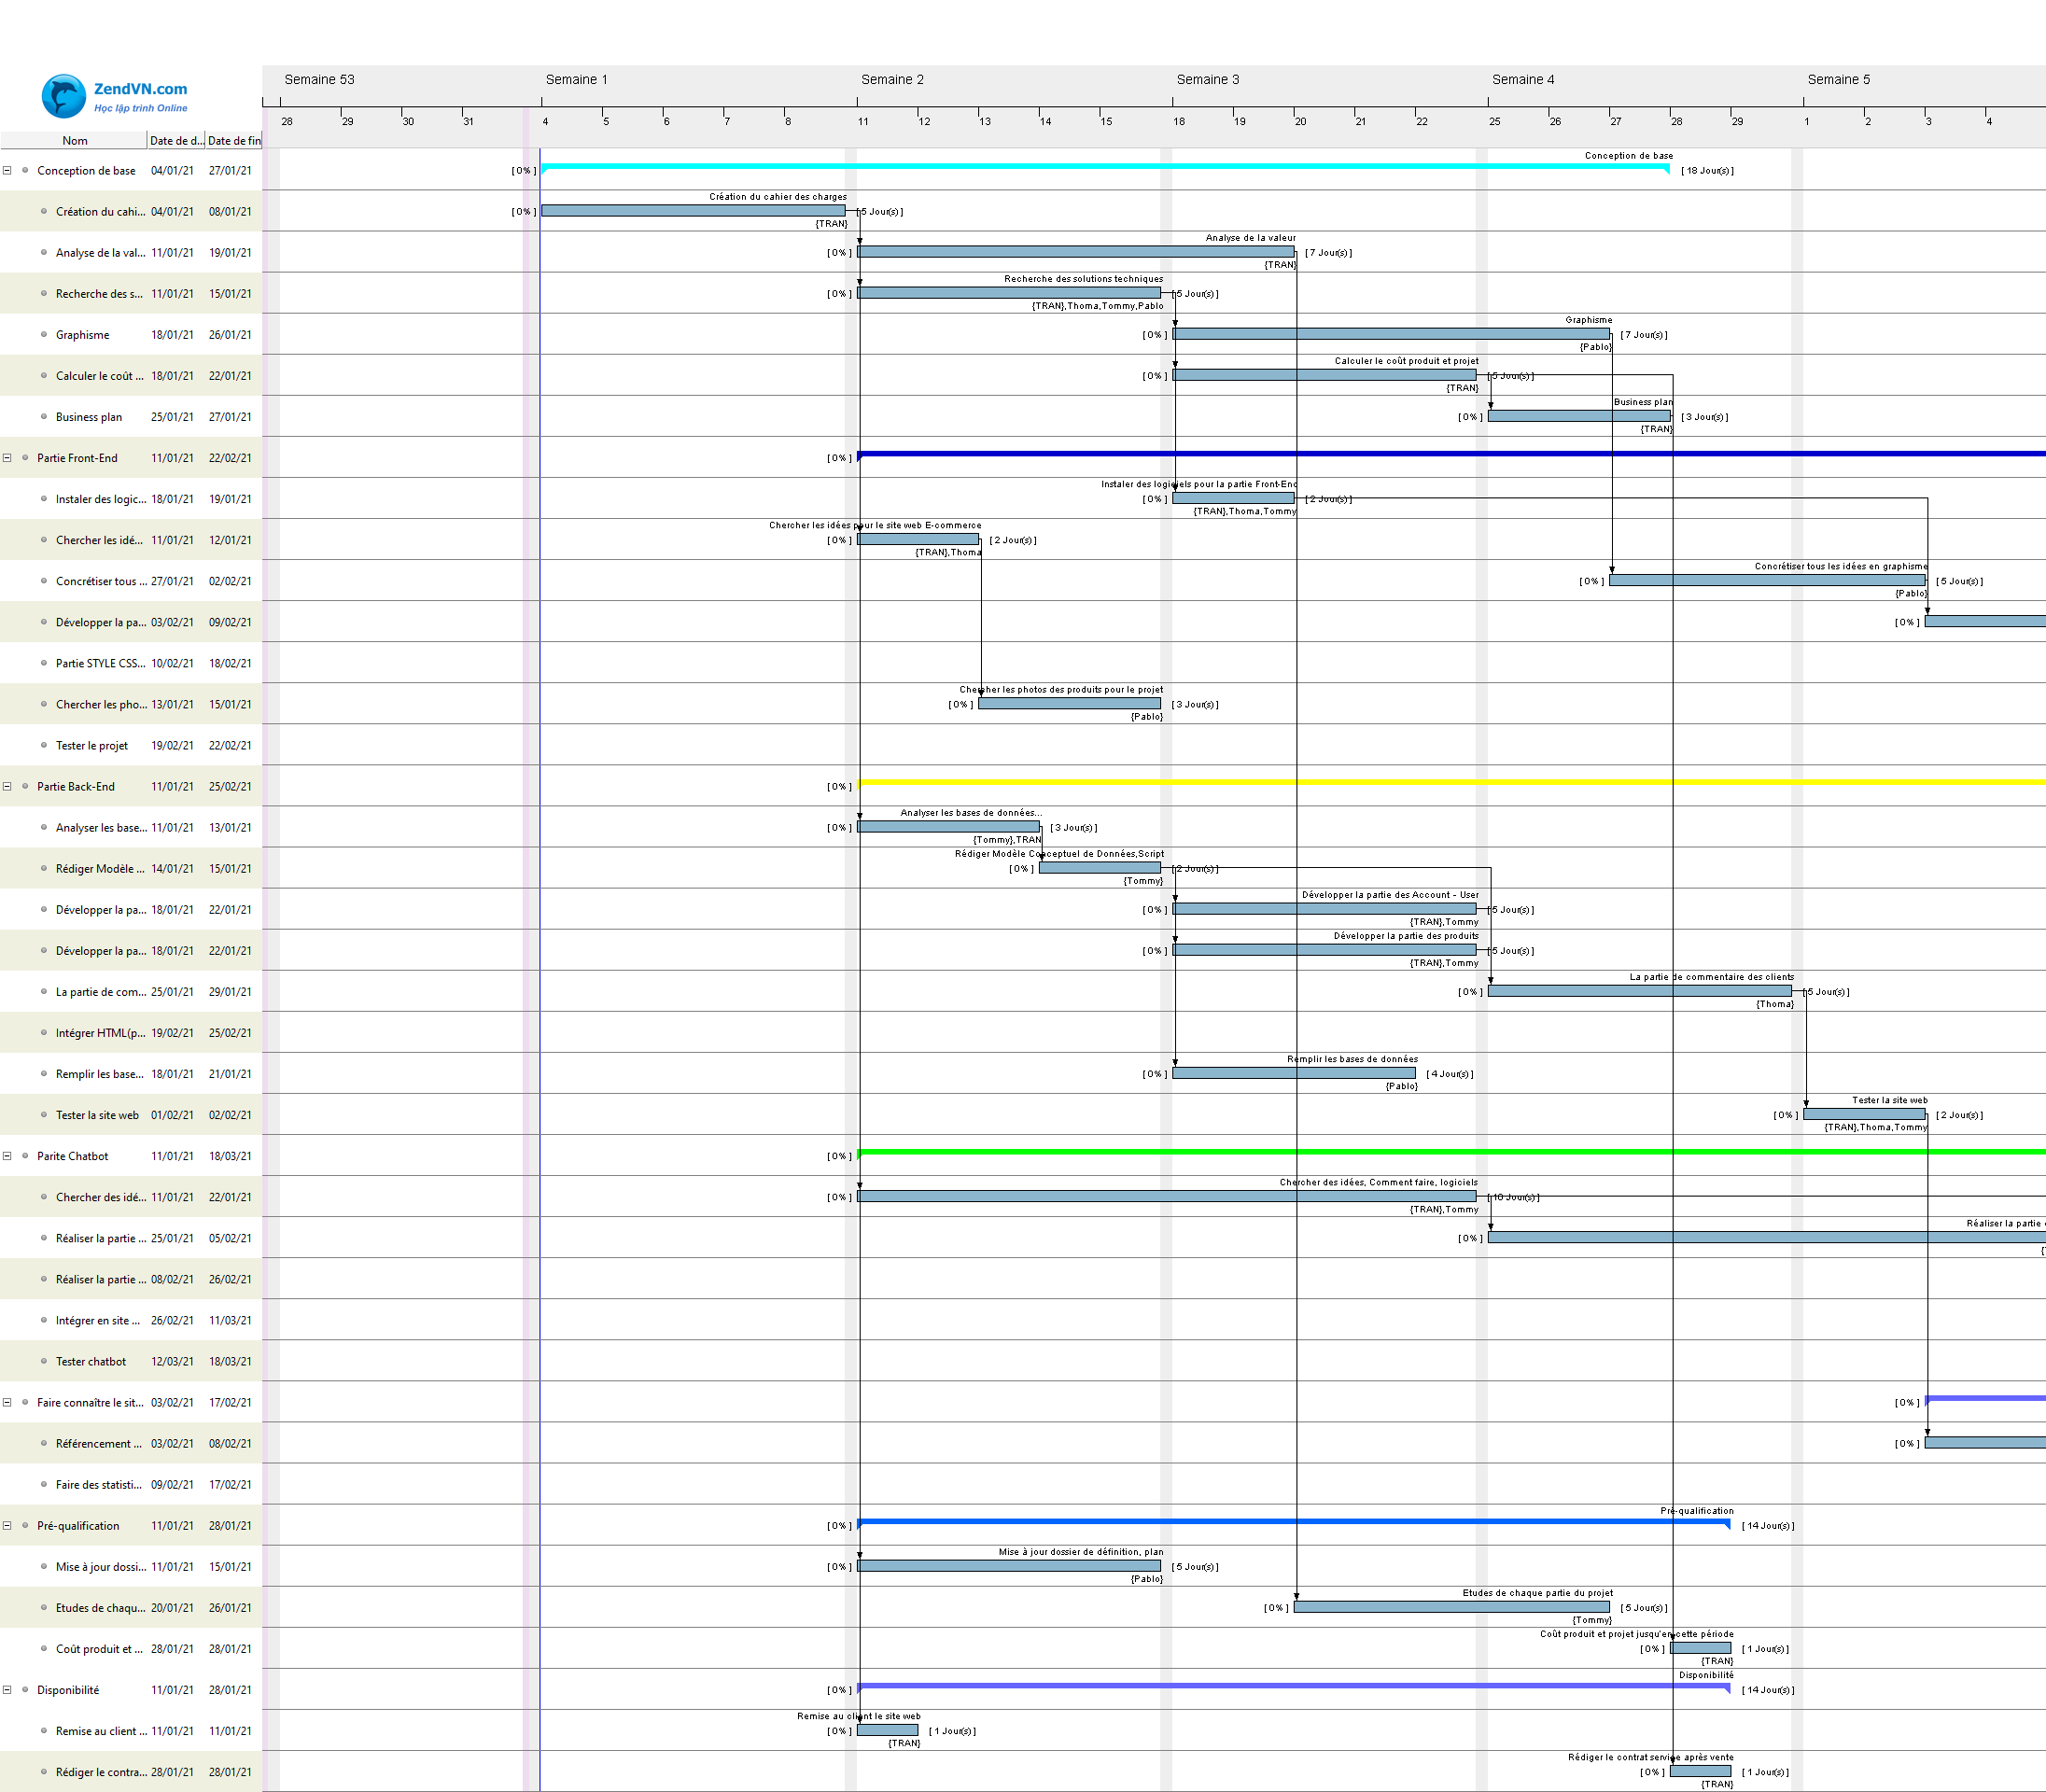 ZendVN.com
Học lập trình Online
Semaine 53 Semaine 1 Semaine 2 Semaine 3 Semaine 4 Semaine 5
28 29 30 31 4 5 6 7 8 11 12 13 14 15 18 19 20 21 22 25 26 27 28 29 1 2 3 4
Nom Date de d... Date de fin
Conception de base
Conception de base 04/01/21 27/01/21 [ 0% ] [ 18 Jour(s) ]
Création du cahier des charges
Création du cahi... 04/01/21 08/01/21 [ 0% ] [ 5 Jour(s) ]
{TRAN}
Analyse de la valeur
Analyse de la val... 11/01/21 19/01/21 [ 0% ] [ 7 Jour(s) ]
{TRAN}
Recherche des solutions techniques
Recherche des s... 11/01/21 15/01/21 [ 0% ] [ 5 Jour(s) ]
{TRAN},Thoma,Tommy,Pablo
Graphisme
Graphisme 18/01/21 26/01/21 [ 0% ] [ 7 Jour(s) ]
{Pablo}
Calculer le coût produit et projet
Calculer le coût ... 18/01/21 22/01/21 [ 0% ] [ 5 Jour(s) ]
{TRAN}
Business plan
Business plan 25/01/21 27/01/21 [ 0% ] [ 3 Jour(s) ]
{TRAN}
Partie Front-End 11/01/21 22/02/21 [ 0% ]
Instaler des logiciels pour la partie Front-End
Instaler des logic... 18/01/21 19/01/21 [ 0% ] [ 2 Jour(s) ]
{TRAN},Thoma,Tommy
Chercher les idées pour le site web E-commerce
Chercher les idé... 11/01/21 12/01/21 [ 0% ] [ 2 Jour(s) ]
{TRAN},Thoma
Concrétiser tous les idées en graphisme
Concrétiser tous ... 27/01/21 02/02/21 [ 0% ] [ 5 Jour(s) ]
{Pablo}
Développer la pa... 03/02/21 09/02/21 [ 0% ]
Partie STYLE CSS... 10/02/21 18/02/21
Chercher les photos des produits pour le projet
Chercher les pho... 13/01/21 15/01/21 [ 0% ] [ 3 Jour(s) ]
{Pablo}
Tester le projet 19/02/21 22/02/21
Partie Back-End 11/01/21 25/02/21 [ 0% ]
Analyser les bases de données...
Analyser les base... 11/01/21 13/01/21 [ 0% ] [ 3 Jour(s) ]
{Tommy},TRAN
Rédiger Modèle Conceptuel de Données,Script
Rédiger Modèle ... 14/01/21 15/01/21 [ 0% ] [ 2 Jour(s) ]
{Tommy}
Développer la partie des Account - User
Développer la pa... 18/01/21 22/01/21 [ 0% ] [ 5 Jour(s) ]
{TRAN},Tommy
Développer la partie des produits
Développer la pa... 18/01/21 22/01/21 [ 0% ] [ 5 Jour(s) ]
{TRAN},Tommy
La partie de commentaire des clients
La partie de com... 25/01/21 29/01/21 [ 0% ] [ 5 Jour(s) ]
{Thoma}
Intégrer HTML(p... 19/02/21 25/02/21
Remplir les bases de données
Remplir les base... 18/01/21 21/01/21 [ 0% ] [ 4 Jour(s) ]
{Pablo}
Tester la site web
Tester la site web 01/02/21 02/02/21 [ 0% ] [ 2 Jour(s) ]
{TRAN},Thoma,Tommy
Parite Chatbot 11/01/21 18/03/21 [ 0% ]
Chercher des idées, Comment faire, logiciels
Chercher des idé... 11/01/21 22/01/21 [ 0% ] [ 10 Jour(s) ]
{TRAN},Tommy
Réaliser la partie
Réaliser la partie ... 25/01/21 05/02/21 [ 0% ]
Réaliser la partie ... 08/02/21 26/02/21
Intégrer en site ... 26/02/21 11/03/21
Tester chatbot 12/03/21 18/03/21
Faire connaître le sit... 03/02/21 17/02/21 [ 0% ]
Référencement ... 03/02/21 08/02/21 [ 0% ]
Faire des statisti... 09/02/21 17/02/21
Pré-qualification
Pré-qualification 11/01/21 28/01/21 [ 0% ] [ 14 Jour(s) ]
Mise à jour dossier de définition, plan
Mise à jour dossi... 11/01/21 15/01/21 [ 0% ] [ 5 Jour(s) ]
{Pablo}
Etudes de chaque partie du projet
Etudes de chaqu... 20/01/21 26/01/21 [ 0% ] [ 5 Jour(s) ]
{Tommy}
Coût produit et projet jusqu'en cette période
Coût produit et ... 28/01/21 28/01/21 [ 0% ] [ 1 Jour(s) ]
{TRAN}
Disponibilité
Disponibilité 11/01/21 28/01/21 [ 0% ] [ 14 Jour(s) ]
Remise au client le site web
Remise au client ... 11/01/21 11/01/21 [ 0% ] [ 1 Jour(s) ]
{TRAN}
Rédiger le contrat service après vente
Rédiger le contra... 28/01/21 28/01/21 [ 0% ] [ 1 Jour(s) ]
{TRAN}